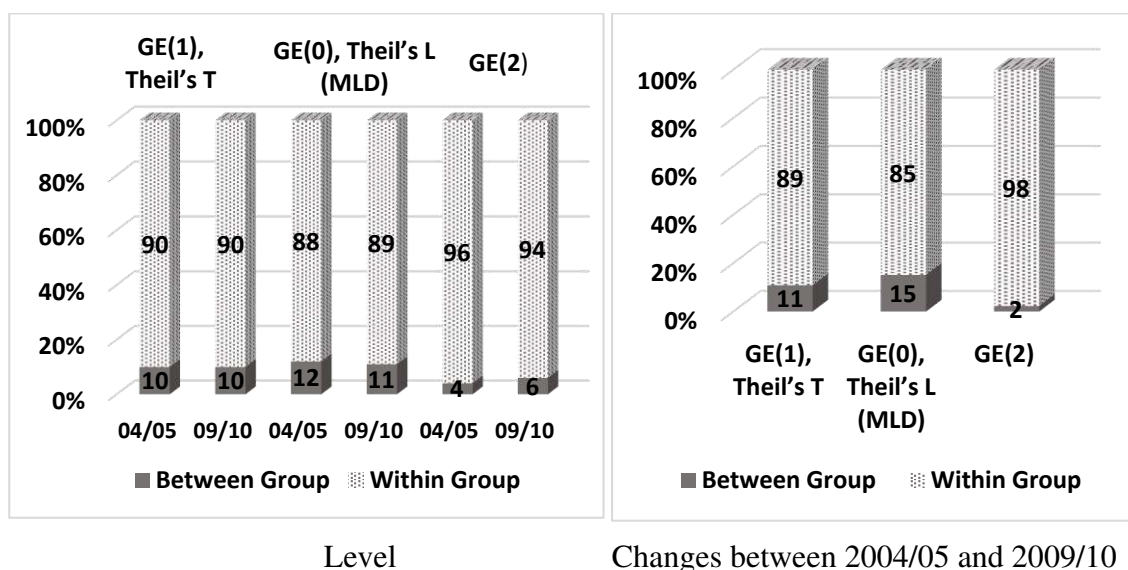 GE(1), Theil's T
GE(0), Theil's L (MLD)
GE(2)
100%
80%
60%
40%
20%
0%
90
90
88
89
96
94
10
10
12
11
4
6
04/05 09/10 04/05 09/10 04/05 09/10
Between Group Within Group
Level
100%
80%
60%
40%
20%
0%
89
85
98
11
15
2
GE(1), Theil's T
GE(0), Theil's L (MLD)
GE(2)
Between Group Within Group
Changes between 2004/05 and 2009/10